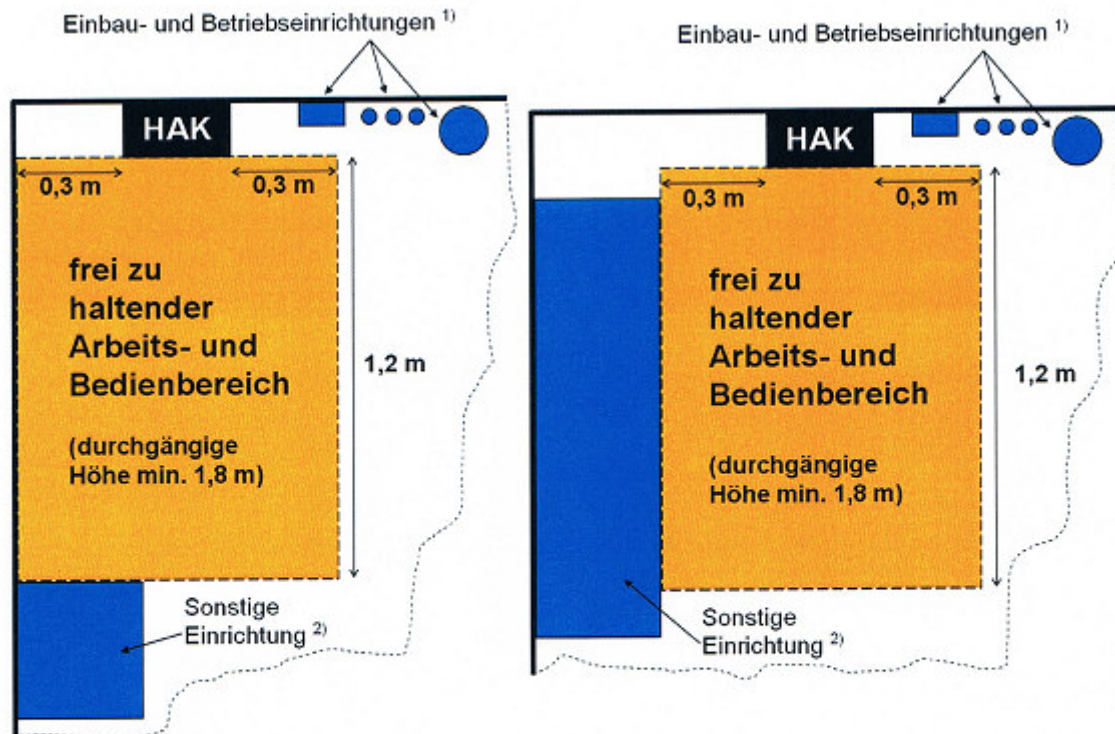 Einbau- und Betriebseinrichtungen 1)
HAK
0,3 m
0,3 m
frei zu
haltender
Arbeits- und
Bedienbereich
(durchgängige
Höhe min. 1,8 m)
1,2 m
Sonstige
Einrichtung 2)
Einbau- und Betriebseinrichtungen 1)
HAK
0,3 m
0,3 m
frei zu
haltender
Arbeits- und
Bedienbereich
(durchgängige
Höhe min. 1,8 m)
1,2 m
Sonstige
Einrichtung 2)